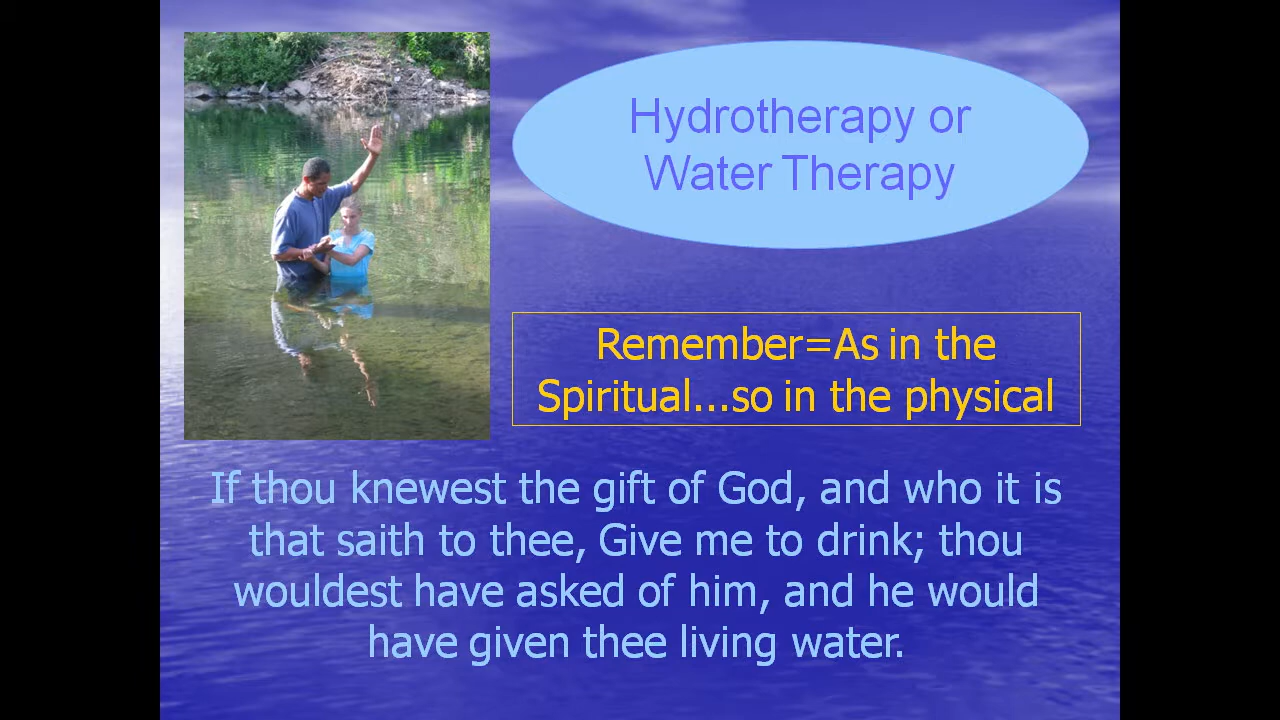 Hydrotherapy or
Water Therapy
Remember=As in the
Spiritual...so in the physical
If thou knewest the gift of God, and who it is
that saith to thee, Give me to drink; thou
wouldest have asked of him, and he would
have given thee living water.